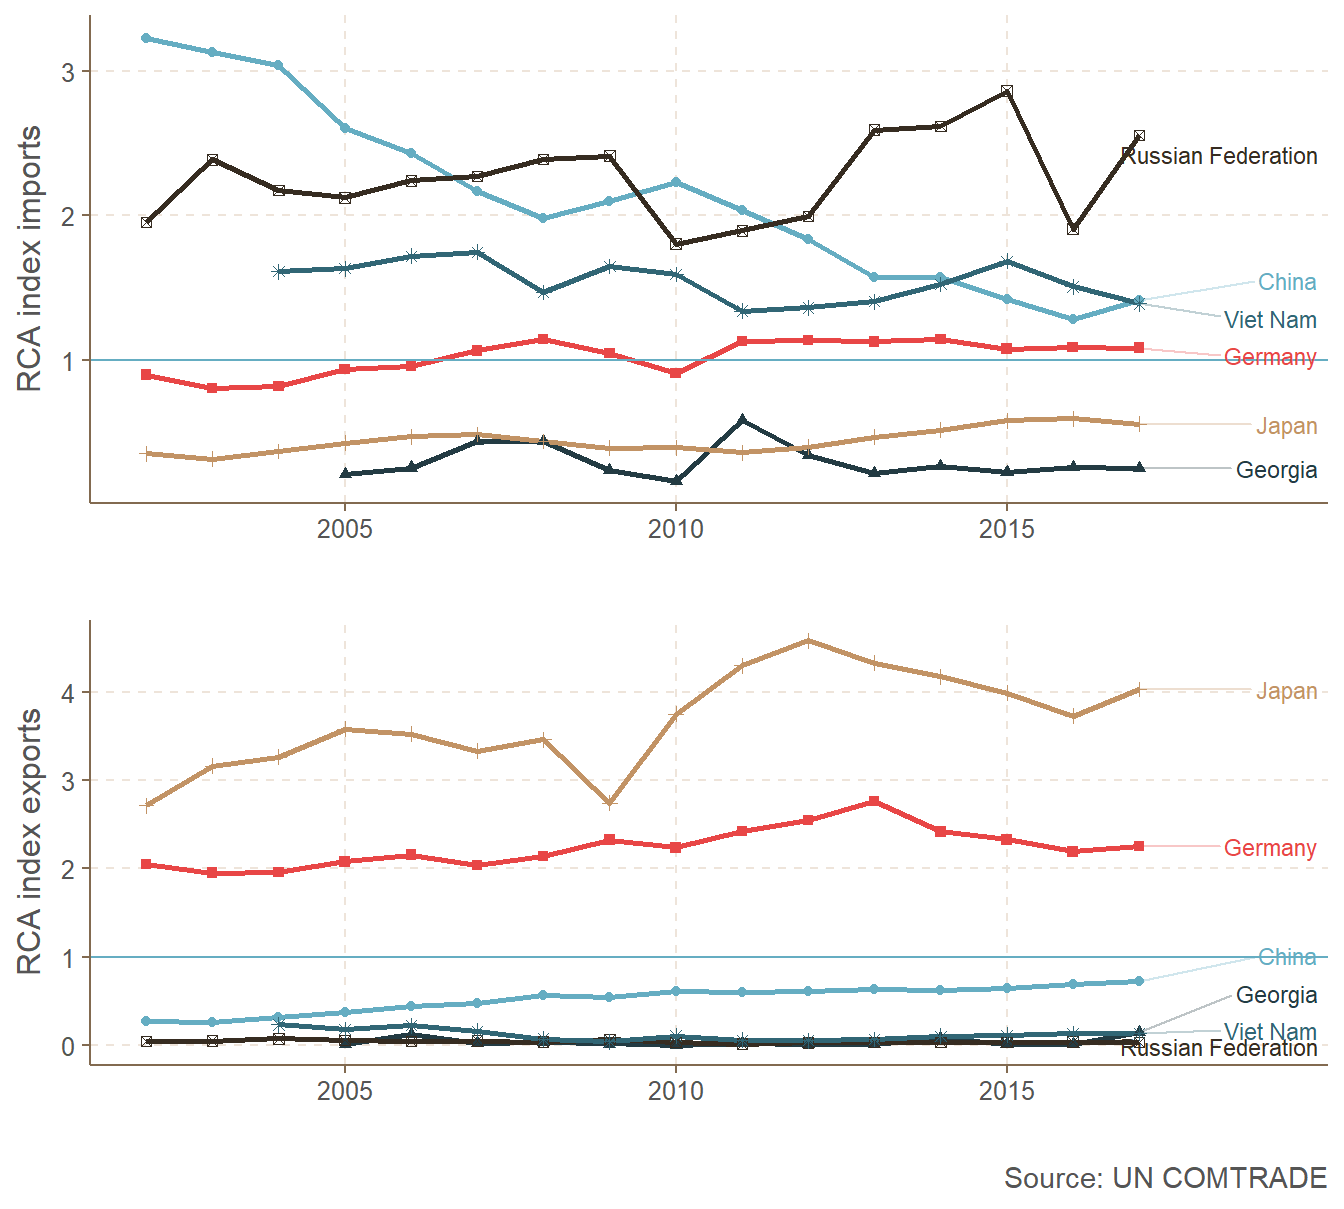 RCA index imports
3
2
1
Russian Federation
China
Viet Nam
Germany
Japan
Georgia
2005 2010 2015
RCA index exports
4
3
2
1
0
Japan
Germany
China
Georgia
Viet Nam
Russian Federation
2005 2010 2015
Source: UN COMTRADE